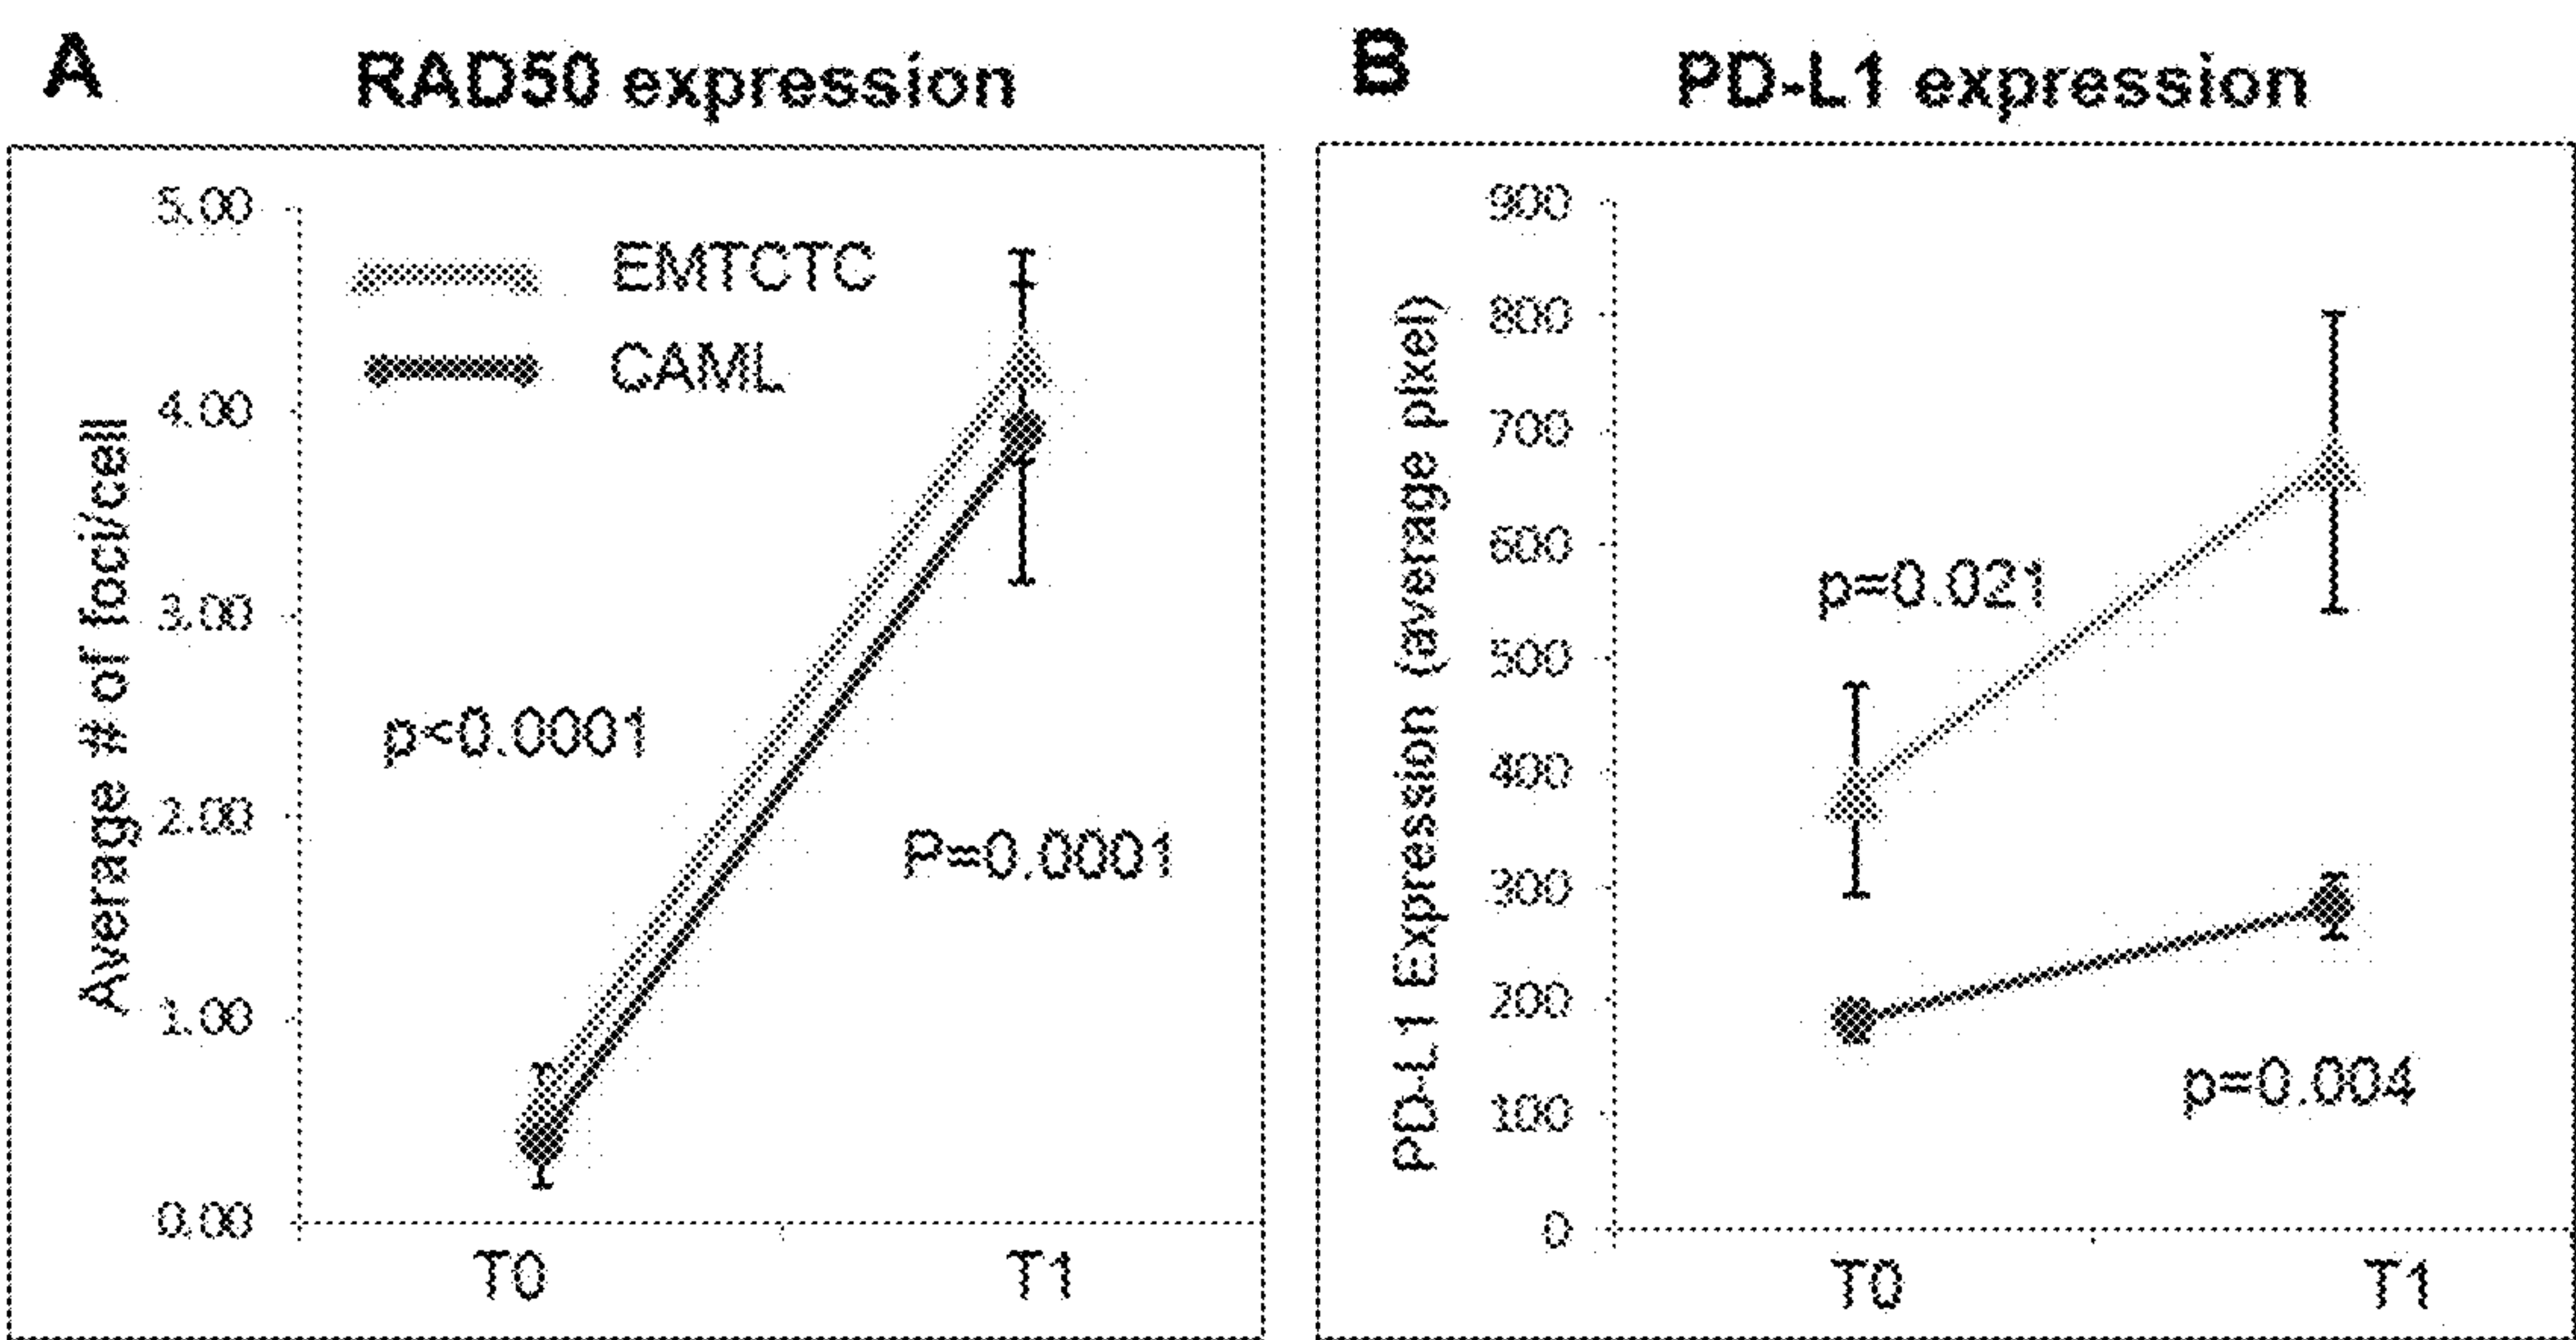 A
RAD50 expression
5.00
4.00
3.00
2.00
1.00
0.00
Average # of foci/cell
EMTCTC
CAML
p<0.0001
P=0.0001
T0
T1
B
PD-L1 expression
900
800
700
600
500
400
300
200
100
0
PD-L1 Expression (average pixel)
p=0.021
p=0.004
T0
T1